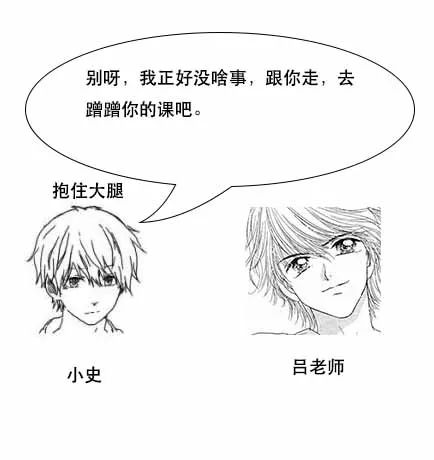 别呀，我正好没啥事，跟你走，去
蹭蹭你的课吧。
抱住大腿
小史
吕老师